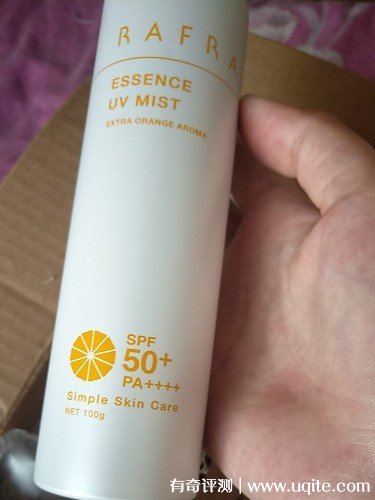 RAFRA
ESSENCE
UV MIST
EXTRA ORANGE AROMA
SPF
50+
PA++++
Simple Skin Care
NET 100g
有奇评测 | www.uqite.com